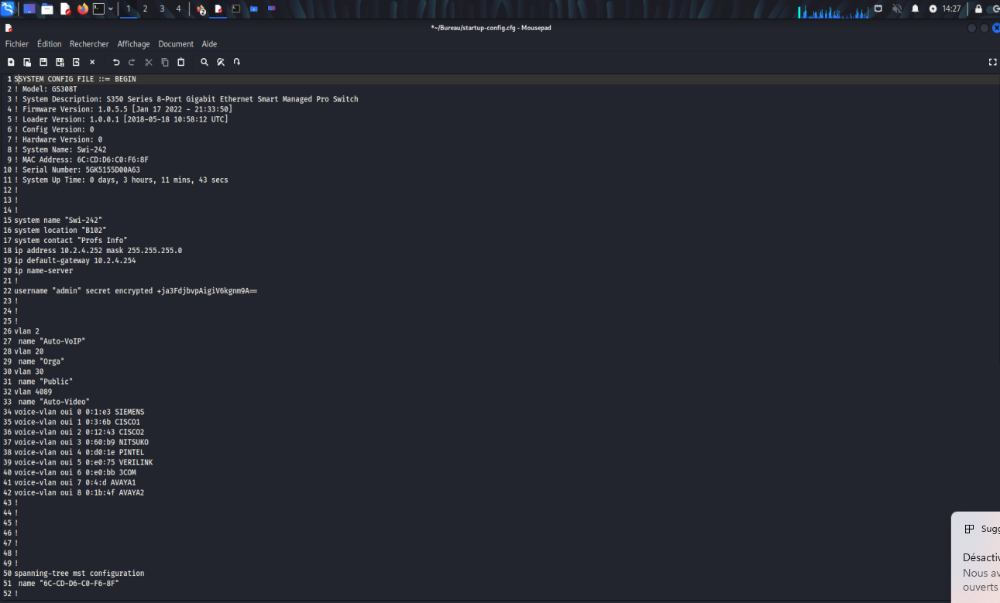 1 2 3 4 2 14:27
*~/Bureau/startup-config.cfg - Mousepad
Fichier Édition Rechercher Affichage Document Aide
1 SSYSTEM CONFIG FILE ::= BEGIN
2 ! Model: GS308T
3 ! System Description: S350 Series 8-Port Gigabit Ethernet Smart Managed Pro Switch
4 ! Firmware Version: 1.0.5.5 [Jan 17 2022 - 21:33:50]
5 ! Loader Version: 1.0.0.1 [2018-05-18 10:58:12 UTC]
6 ! Config Version: 0
7 ! Hardware Version: 0
8 ! System Name: Swi-242
9 ! MAC Address: 6C:CD:D6:C0:F6:8F
10 ! Serial Number: 5GK5155D00A63
11 ! System Up Time: 0 days, 3 hours, 11 mins, 43 secs
12 !
13 !
14 !
15 system name "Swi-242"
16 system location "B102"
17 system contact "Profs Info"
18 ip address 10.2.4.252 mask 255.255.255.0
19 ip default-gateway 10.2.4.254
20 ip name-server
21 !
22 username "admin" secret encrypted +ja3FdjbvpAigiV6kgnm9A==
23 !
24 !
25 !
26 vlan 2
27  name "Auto-VoIP"
28 vlan 20
29  name "Orga"
30 vlan 30
31  name "Public"
32 vlan 4089
33  name "Auto-Video"
34 voice-vlan oui 0 0:1:e3 SIEMENS
35 voice-vlan oui 1 0:3:6b CISCO1
36 voice-vlan oui 2 0:12:43 CISCO2
37 voice-vlan oui 3 0:60:b9 NITSUKO
38 voice-vlan oui 4 0:d0:1e PINTEL
39 voice-vlan oui 5 0:e0:75 VERILINK
40 voice-vlan oui 6 0:e0:bb 3COM
41 voice-vlan oui 7 0:4:d AVAYA1
42 voice-vlan oui 8 0:1b:4f AVAYA2
43 !
44 !
45 !
46 !
47 !
48 !
49 !
50 spanning-tree mst configuration
51  name "6C-CD-D6-C0-F6-8F"
52 !
Sugg
Désactiv
Nous av
ouverts